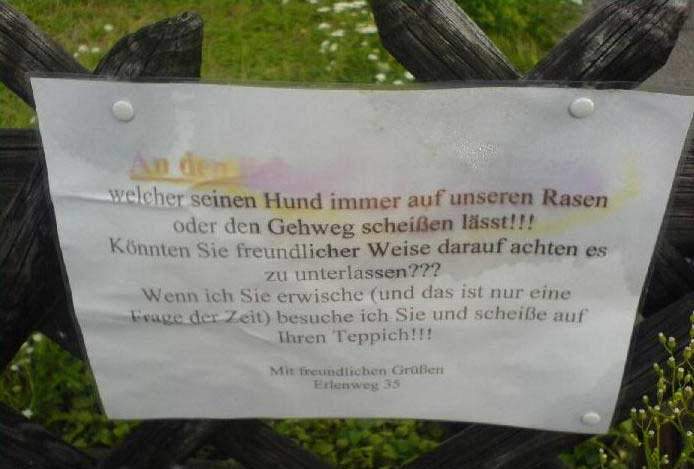 An den
welcher seinen Hund immer auf unseren Rasen
oder den Gehweg scheißen lässt!!!
Könnten Sie freundlicher Weise darauf achten es
zu unterlassen???
Wenn ich Sie erwische (und das ist nur eine
Frage der Zeit) besuche ich Sie und scheiße auf
Ihren Teppich!!!
Mit freundlichen Grüßen
Erlenweg 35